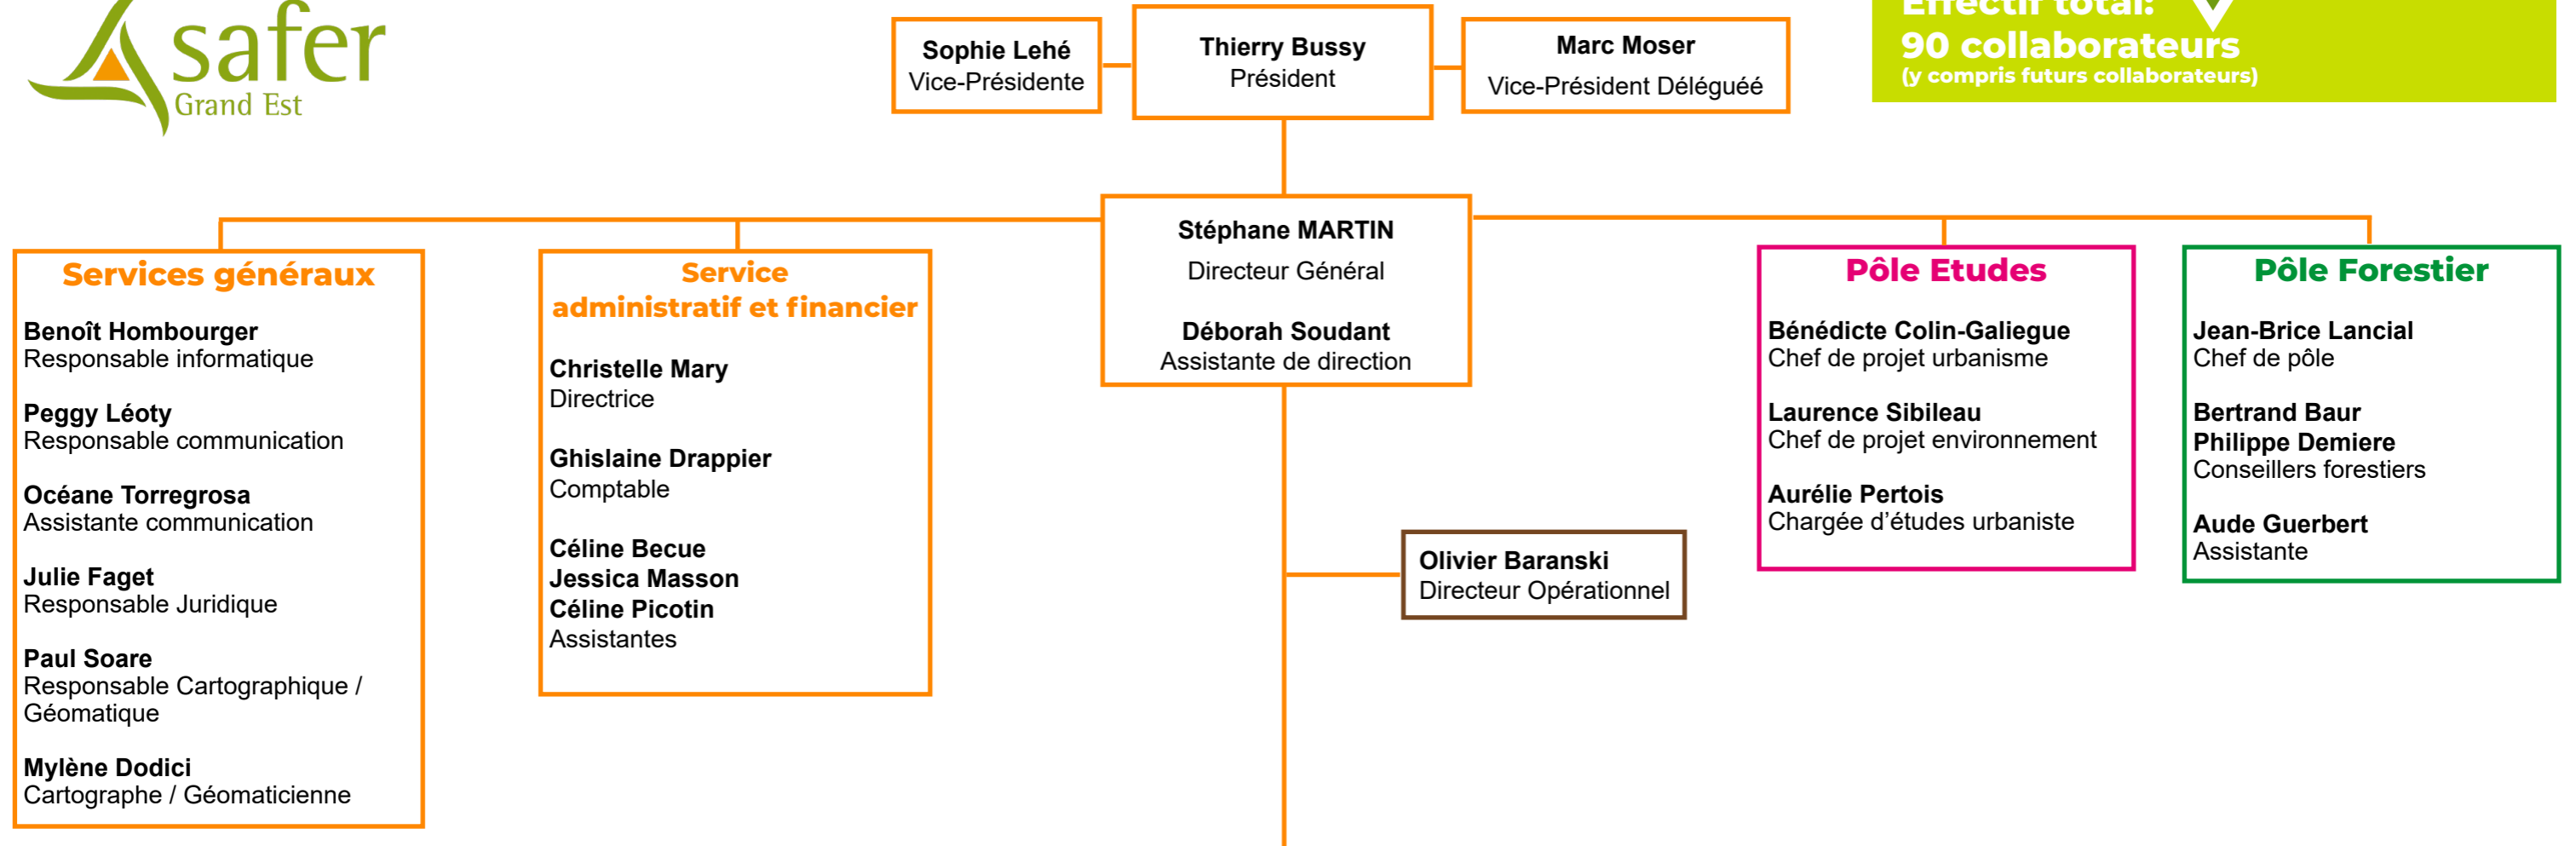 safer
Grand Est
Sophie Lehé
Vice-Présidente
Thierry Bussy
Président
Marc Moser
Vice-Président Déléguéé
Effectif total:
90 collaborateurs
(y compris futurs collaborateurs)
Stéphane MARTIN
Directeur Général
Déborah Soudant
Assistante de direction
Services généraux
Benoît Hombourger
Responsable informatique
Peggy Léoty
Responsable communication
Océane Torregrosa
Assistante communication
Julie Faget
Responsable Juridique
Paul Soare
Responsable Cartographique /
Géomatique
Mylène Dodici
Cartographe / Géomaticienne
Service
administratif et financier
Christelle Mary
Directrice
Ghislaine Drappier
Comptable
Céline Becue
Jessica Masson
Céline Picotin
Assistantes
Olivier Baranski
Directeur Opérationnel
Pôle Etudes
Bénédicte Colin-Galiegue
Chef de projet urbanisme
Laurence Sibileau
Chef de projet environnement
Aurélie Pertois
Chargée d'études urbaniste
Pôle Forestier
Jean-Brice Lancial
Chef de pôle
Bertrand Baur
Philippe Demiere
Conseillers forestiers
Aude Guerbert
Assistante